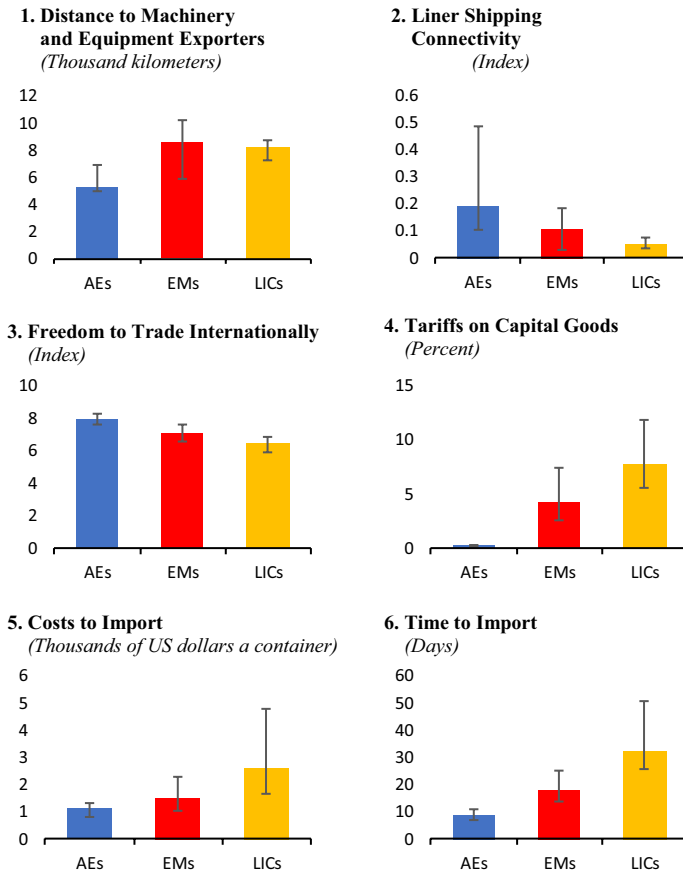 1. Distance to Machinery
and Equipment Exporters
(Thousand kilometers)
12
10
8
6
4
2
0
AEs EMs LICs
2. Liner Shipping
Connectivity
(Index)
0.6
0.5
0.4
0.3
0.2
0.1
0
AEs EMs LICs
3. Freedom to Trade Internationally
(Index)
10
8
6
4
2
0
AEs EMs LICs
4. Tariffs on Capital Goods
(Percent)
15
10
5
0
AEs EMs LICs
5. Costs to Import
(Thousands of US dollars a container)
6
5
4
3
2
1
0
AEs EMs LICs
6. Time to Import
(Days)
60
50
40
30
20
10
0
AEs EMs LICs